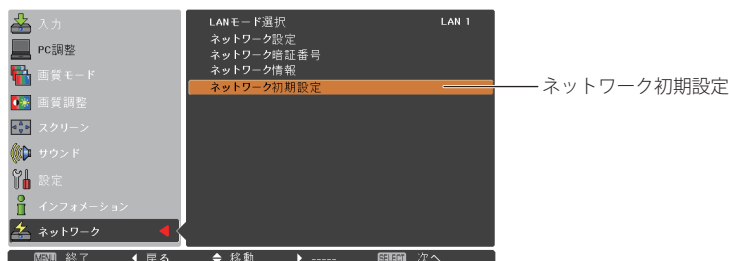 入力
PC調整
画質モード
画質調整
スクリーン
サウンド
設定
インフォメーション
ネットワーク
LANモード選択 LAN 1
ネットワーク設定
ネットワーク暗証番号
ネットワーク情報
ネットワーク初期設定
ネットワーク初期設定
MENU 終了 戻る 移動 ----- SELECT 次へ